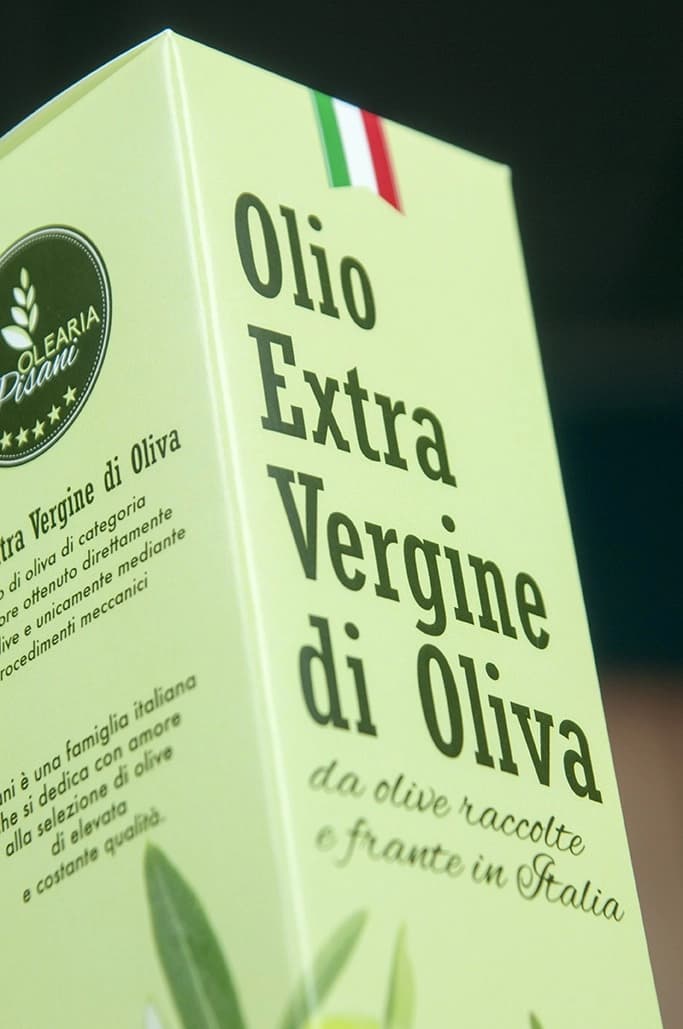 OLEARIA
Pisani
tra Vergine di Oliva
o di oliva di categoria
ore ottenuto direttamente
live e unicamente mediante
rocedimenti meccanici
ani è una famiglia italiana
he si dedica con amore
alla selezione di olive
di elevata
e costante qualità.
Olio
Extra
Vergine
di Oliva
da olive raccolte
e frante in Italia